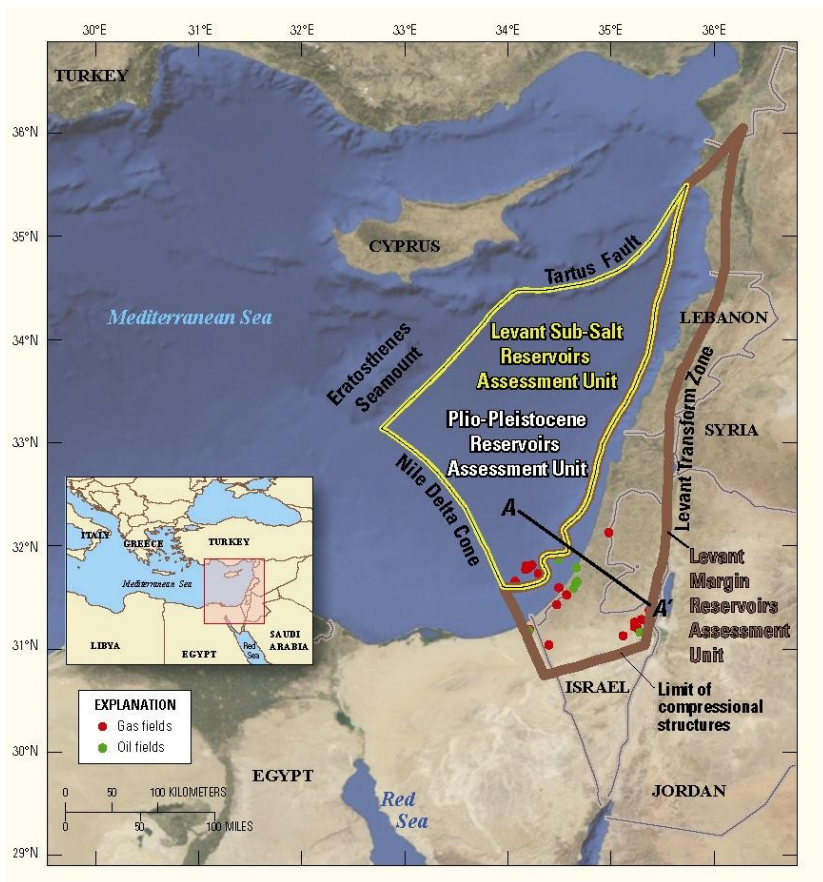 30°E
31°E
32°E
33°E
34°E
35°E
36°E
TURKEY
36°N
35°N
34°N
33°N
32°N
31°N
30°N
29°N
CYPRUS
Tartus Fault
Mediterranean Sea
Eratosthenes
Seamount
Levant Sub-Salt
Reservoirs
Assessment Unit
LEBANON
Plio-Pleistocene
Reservoirs
Assessment Unit
Levant Transform Zone
SYRIA
Nile Delta Cone
A
A'
Levant
Margin
Reservoirs
Assessment
Unit
ISRAEL
Limit of
compressional
structures
JORDAN
EGYPT
Red
Sea
ITALY
GREECE
TURKEY
Mediterranean Sea
LIBYA
EGYPT
Red
Sea
SAUDI
ARABIA
EXPLANATION
Gas fields
Oil fields
0 50 100 KILOMETERS
0 50 100 MILES